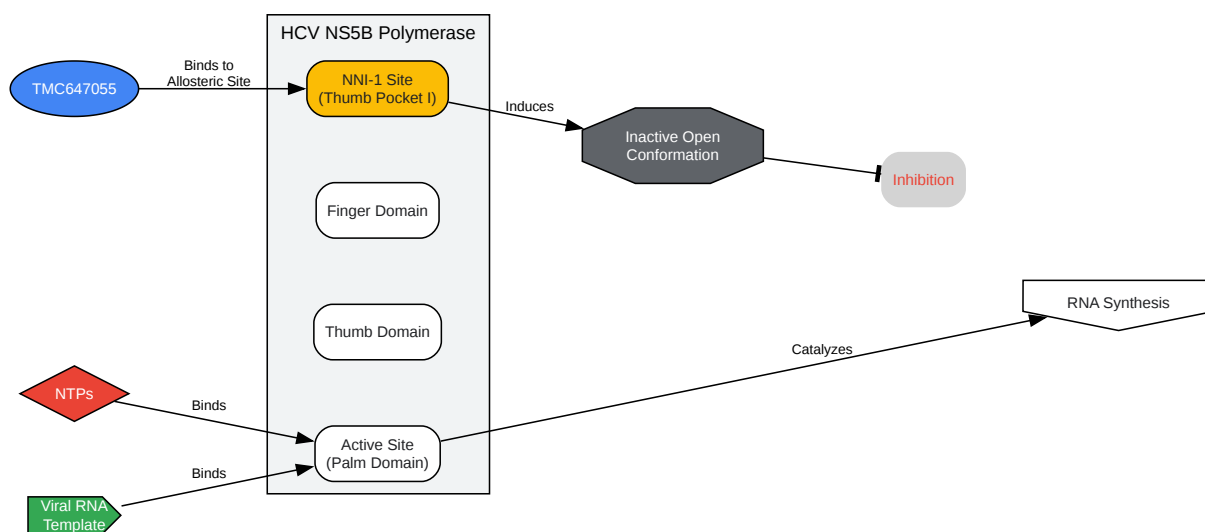 HCV NS5B Polymerase
TMC647055
Binds to
Allosteric Site
NNI-1 Site
(Thumb Pocket I)
Induces
Inactive Open
Conformation
Inhibition
Finger Domain
Thumb Domain
RNA Synthesis
Catalyzes
NTPs
Binds
Active Site
(Palm Domain)
Binds
Viral RNA
Template